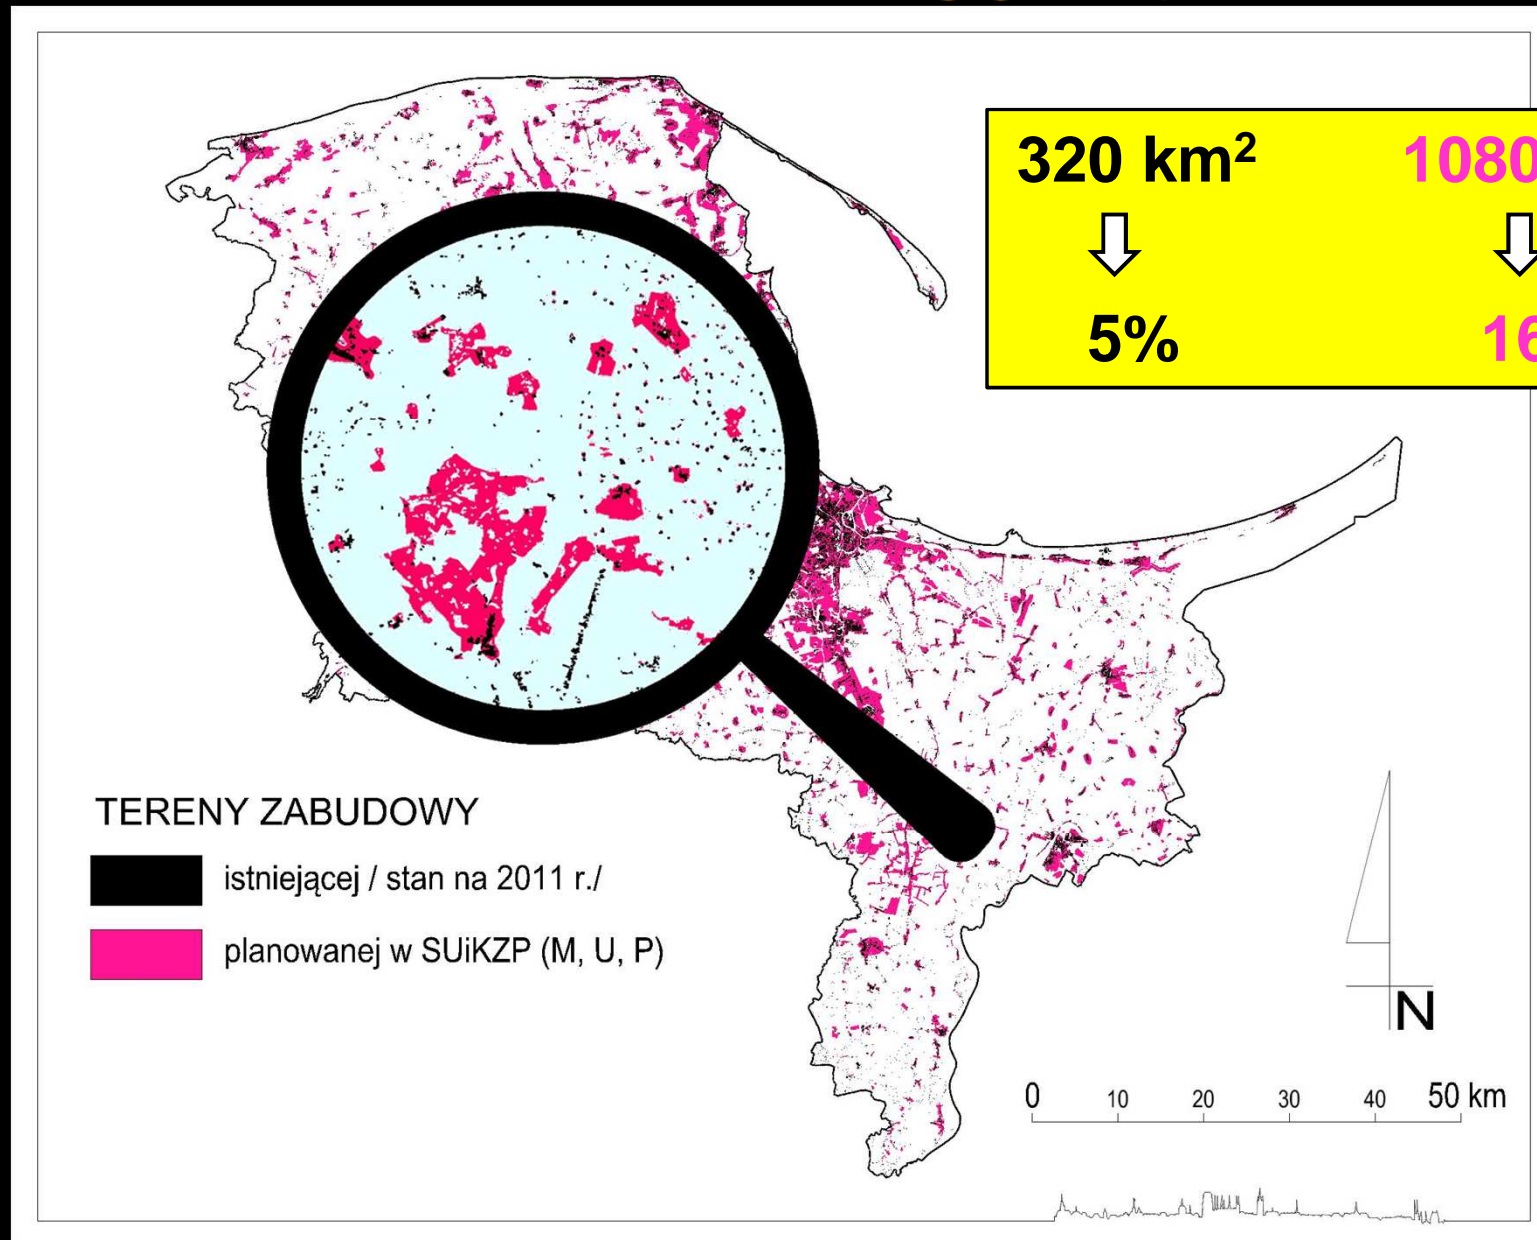 320 km² 1080
5% 16
TERENY ZABUDOWY
istniejącej / stan na 2011 r./
planowanej w SUiKZP (M, U, P)
N
0 10 20 30 40 50 km